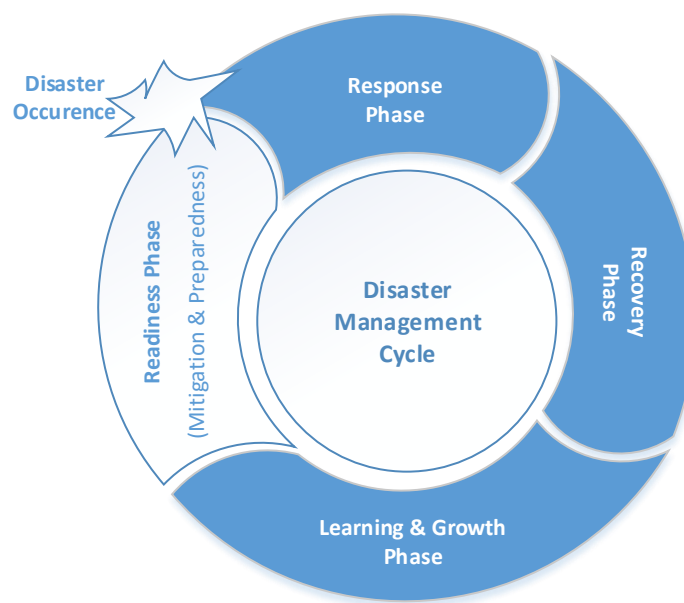 Disaster
Occurence
Response
Phase
Recovery
Phase
Learning & Growth
Phase
Readiness Phase
(Mitigation & Preparedness)
Disaster
Management
Cycle